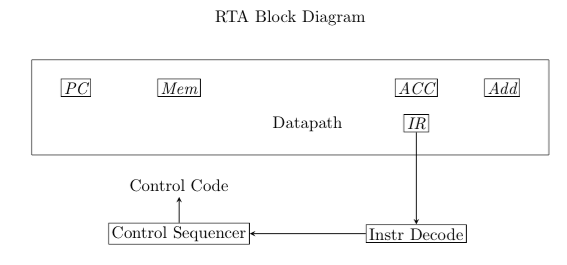 RTA Block Diagram
PC Mem ACC Add
Datapath IR
Control Code
Control Sequencer Instr Decode